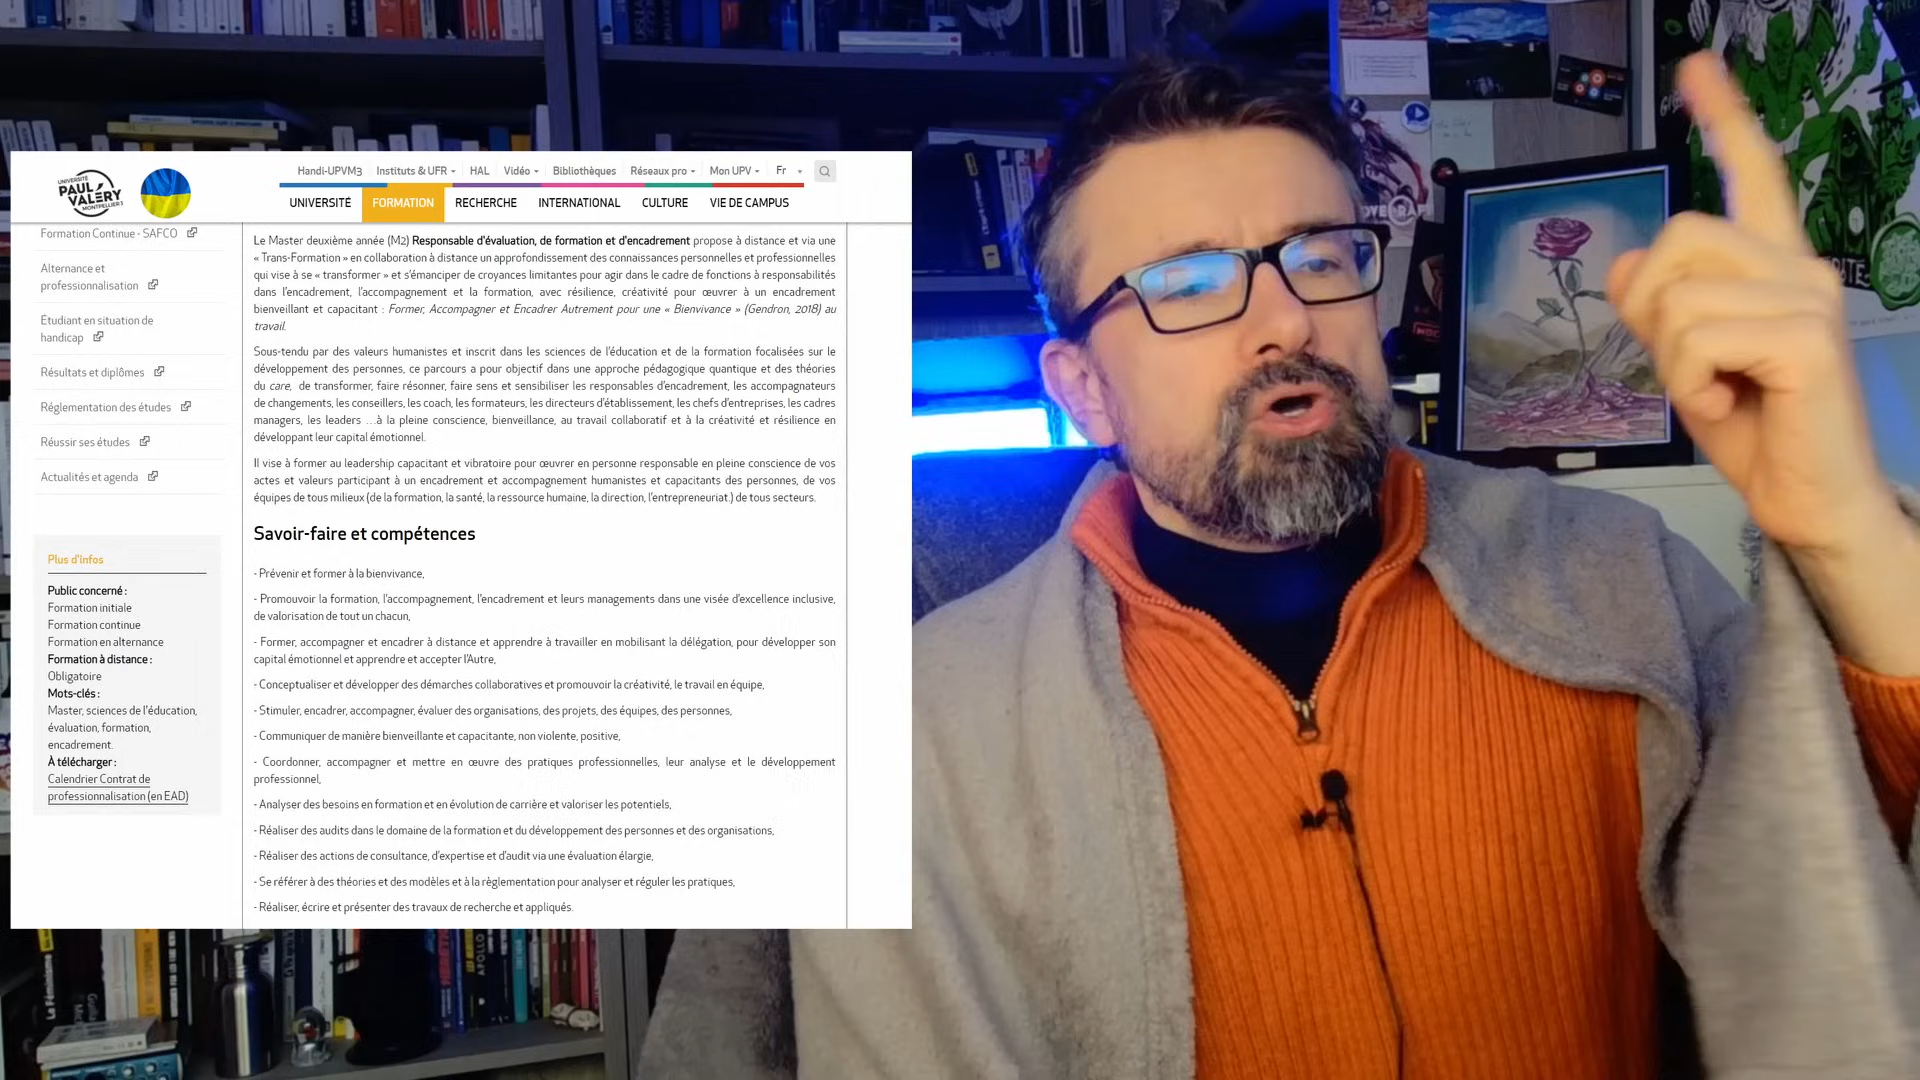 Handi-UPVM3 Instituts & UFR HAL Vidéo Bibliothèques Réseaux pro Mon UPV Fr
UNIVERSITÉ
PAUL
VALÉRY
MONTPELLIER 3
UNIVERSITÉ FORMATION RECHERCHE INTERNATIONAL CULTURE VIE DE CAMPUS
Formation Continue - SAFCO
Alternance et
professionnalisation
Étudiant en situation de
handicap
Résultats et diplômes
Réglementation des études
Réussir ses études
Actualités et agenda
Plus d'infos
Public concerné :
Formation initiale
Formation continue
Formation en alternance
Formation à distance :
Obligatoire
Mots-clés :
Master, sciences de l'éducation,
évaluation, formation,
encadrement.
À télécharger :
Calendrier Contrat de
professionnalisation (en EAD)
Le Master deuxième année (M2) Responsable d'évaluation, de formation et d'encadrement propose à distance et via une
« Trans-Formation » en collaboration à distance un approfondissement des connaissances personnelles et professionnelles
qui vise à se « transformer » et s'émanciper de croyances limitantes pour agir dans le cadre de fonctions à responsabilités
dans l'encadrement, l'accompagnement et la formation, avec résilience, créativité pour œuvrer à un encadrement
bienveillant et capacitant : Former, Accompagner et Encadrer Autrement pour une « Bienvivance » (Gendron, 2018) au
travail.
Sous-tendu par des valeurs humanistes et inscrit dans les sciences de l'éducation et de la formation focalisées sur le
développement des personnes, ce parcours a pour objectif dans une approche pédagogique quantique et des théories
du care, de transformer, faire résonner, faire sens et sensibiliser les responsables d'encadrement, les accompagnateurs
de changements, les conseillers, les coach, les formateurs, les directeurs d'établissement, les chefs d'entreprises, les cadres
managers, les leaders …à la pleine conscience, bienveillance, au travail collaboratif et à la créativité et résilience en
développant leur capital émotionnel.
Il vise à former au leadership capacitant et vibratoire pour œuvrer en personne responsable en pleine conscience de vos
actes et valeurs participant à un encadrement et accompagnement humanistes et capacitants des personnes, de vos
équipes de tous milieux (de la formation, la santé, la ressource humaine, la direction, l'entrepreneuriat.) de tous secteurs.
Savoir-faire et compétences
- Prévenir et former à la bienvivance,
- Promouvoir la formation, l'accompagnement, l'encadrement et leurs managements dans une visée d'excellence inclusive,
de valorisation de tout un chacun,
- Former, accompagner et encadrer à distance et apprendre à travailler en mobilisant la délégation, pour développer son
capital émotionnel et apprendre et accepter l'Autre,
- Conceptualiser et développer des démarches collaboratives et promouvoir la créativité, le travail en équipe,
- Stimuler, encadrer, accompagner, évaluer des organisations, des projets, des équipes, des personnes,
- Communiquer de manière bienveillante et capacitante, non violente, positive,
- Coordonner, accompagner et mettre en œuvre des pratiques professionnelles, leur analyse et le développement
professionnel,
- Analyser des besoins en formation et en évolution de carrière et valoriser les potentiels,
- Réaliser des audits dans le domaine de la formation et du développement des personnes et des organisations,
- Réaliser des actions de consultance, d'expertise et d'audit via une évaluation élargie,
- Se référer à des théories et des modèles et à la règlementation pour analyser et réguler les pratiques,
- Réaliser, écrire et présenter des travaux de recherche et appliqués.